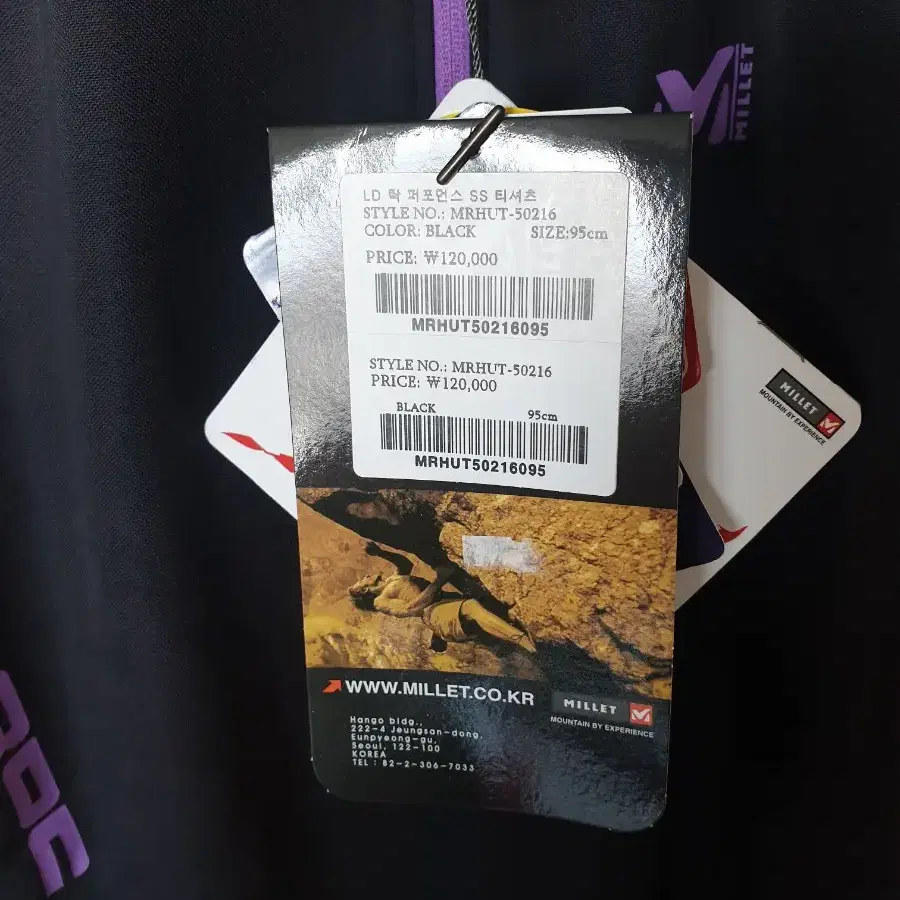 MILLET
LD 락 퍼포먼스 SS 티셔츠
STYLE NO.: MRHUT-50216
COLOR: BLACK SIZE:95cm
PRICE: ₩120,000
MRHUT50216095
STYLE NO.: MRHUT-50216
PRICE: ₩120,000
BLACK 95cm
MRHUT50216095
MILLET
MOUNTAIN BY EXPERIENCE
WWW.MILLET.CO.KR
MILLET
MOUNTAIN BY EXPERIENCE
Hango bldg.,
222-4 Jeungsan-dong,
Eunpyeong-gu,
Seoul, 122-100
KOREA
TEL : 82-2-306-7033